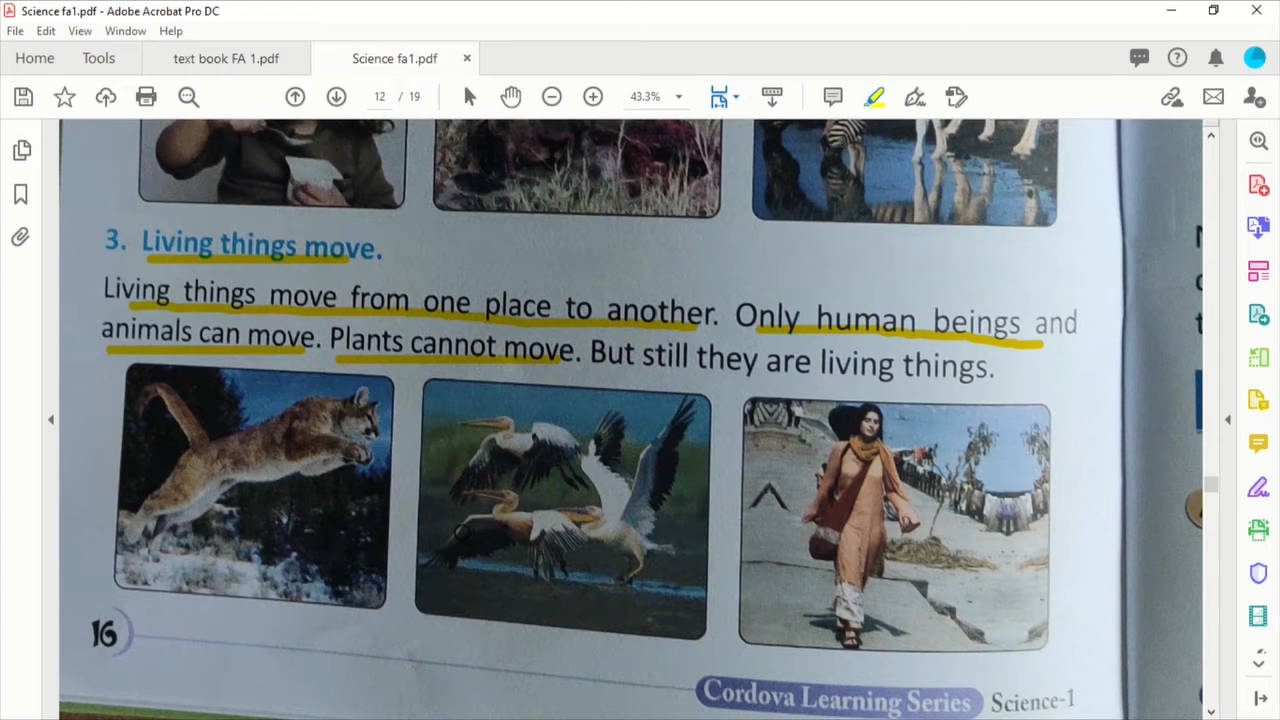 Science fa1.pdf - Adobe Acrobat Pro DC
File Edit View Window Help
Home Tools text book FA 1.pdf Science fa1.pdf
12 / 19 43.3%
3. Living things move.
Living things move from one place to another. Only human beings and
animals can move. Plants cannot move. But still they are living things.
16
Cordova Learning Series Science-1